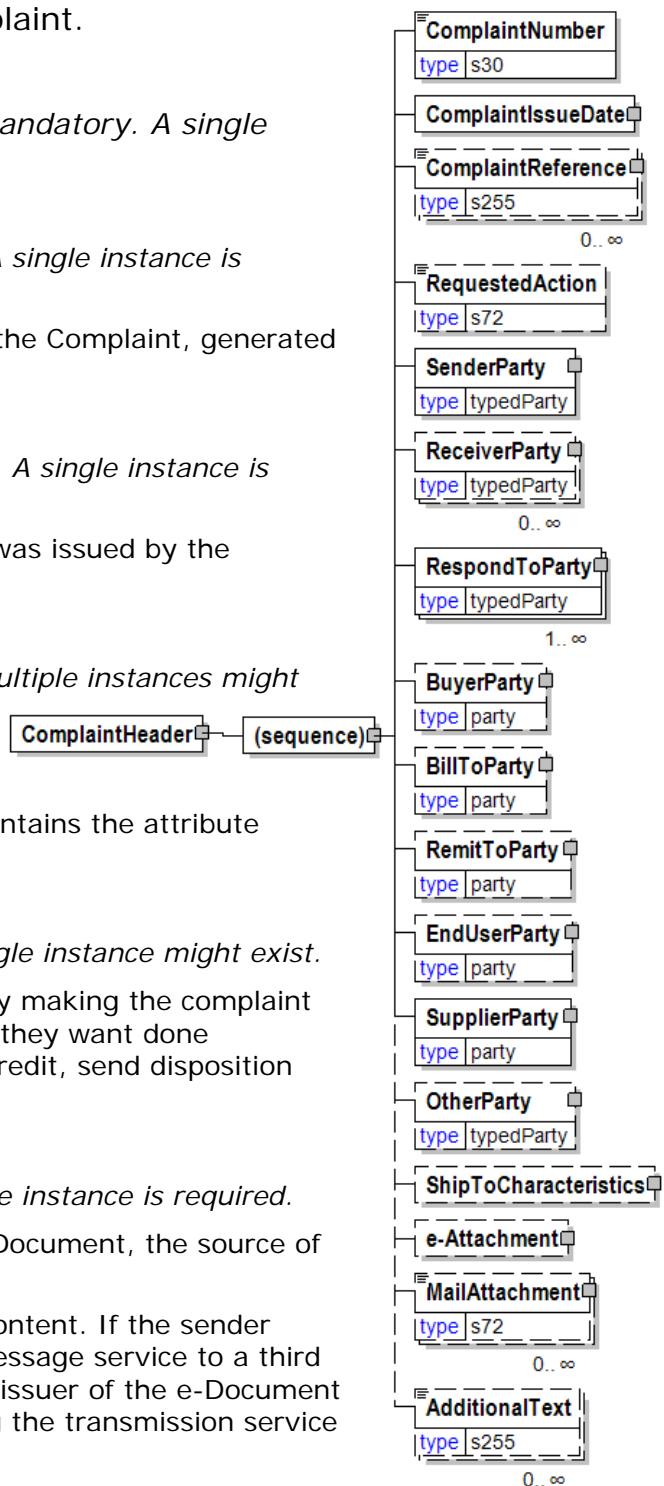 plaint.
andatory. A single
A single instance is
the Complaint, generated
A single instance is
was issued by the
ultiple instances might
ntains the attribute
gle instance might exist.
y making the complaint
they want done
redit, send disposition
e instance is required.
Document, the source of
ontent. If the sender
essage service to a third
issuer of the e-Document
g the transmission service
ComplaintHeader
(sequence)
ComplaintNumber
type s30
ComplaintIssueDate
ComplaintReference
type s255
0.. ∞
RequestedAction
type s72
SenderParty
type typedParty
ReceiverParty
type typedParty
0.. ∞
RespondToParty
type typedParty
1.. ∞
BuyerParty
type party
BillToParty
type party
RemitToParty
type party
EndUserParty
type party
SupplierParty
type party
OtherParty
type typedParty
ShipToCharacteristics
e-Attachment
MailAttachment
type s72
0.. ∞
AdditionalText
type s255
0.. ∞